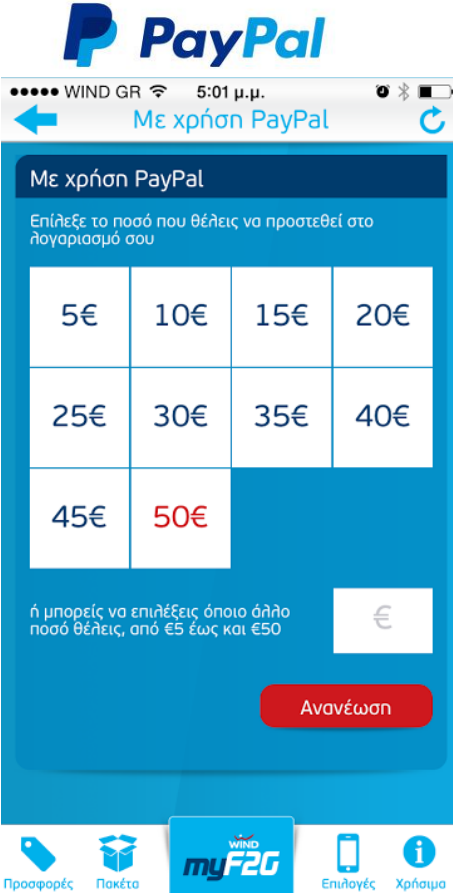 PayPal
WIND GR 5:01 μ.μ.
Με χρήση PayPal
Με χρήση PayPal
Επίλεξε το ποσό που θέλεις να προστεθεί στο
λογαριασμό σου
5€ 10€ 15€ 20€
25€ 30€ 35€ 40€
45€ 50€
ή μπορείς να επιλέξεις όποιο άλλο
ποσό θέλεις, από €5 έως και €50
€
Ανανέωση
Προσφορές Πακέτα WIND myF2G Επιλογές Χρήσιμα